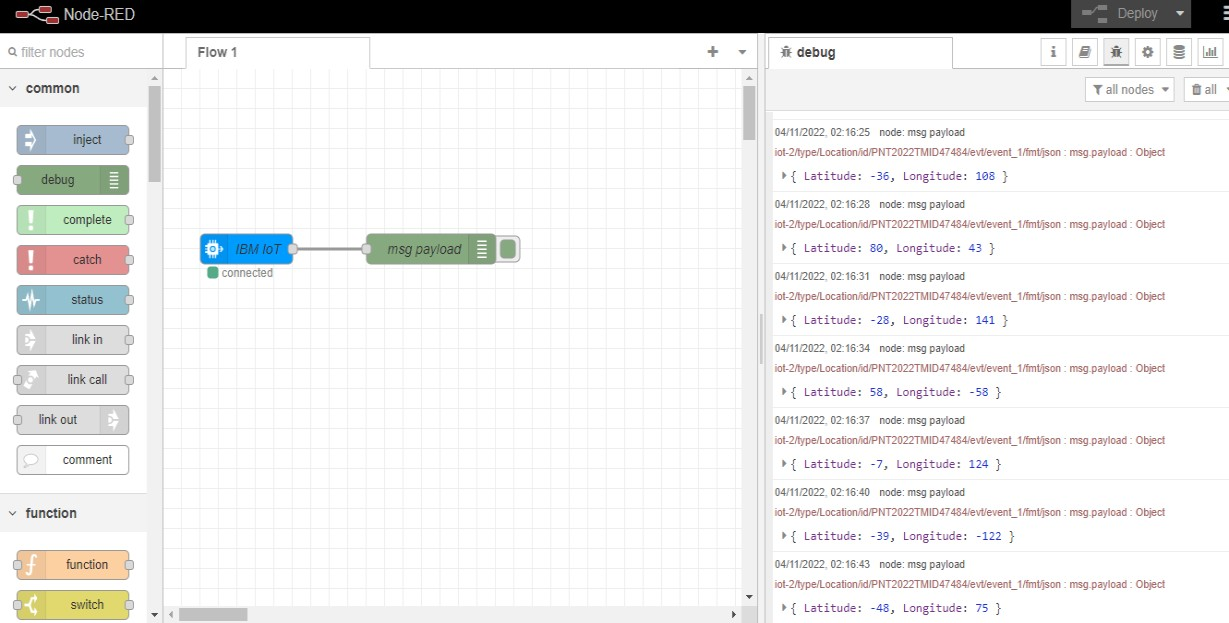 Node-RED
Deploy
filter nodes
Flow 1
debug
i
all nodes
all
common
inject
debug
complete
catch
status
link in
link call
link out
comment
function
function
switch
IBM IoT
connected
msg payload
04/11/2022, 02:16:25 node: msg payload
iot-2/type/Location/id/PNT2022TMID47484/evt/event_1/fmt/json : msg.payload : Object
{ Latitude: -36, Longitude: 108 }
04/11/2022, 02:16:28 node: msg payload
iot-2/type/Location/id/PNT2022TMID47484/evt/event_1/fmt/json : msg.payload : Object
{ Latitude: 80, Longitude: 43 }
04/11/2022, 02:16:31 node: msg payload
iot-2/type/Location/id/PNT2022TMID47484/evt/event_1/fmt/json : msg.payload : Object
{ Latitude: -28, Longitude: 141 }
04/11/2022, 02:16:34 node: msg payload
iot-2/type/Location/id/PNT2022TMID47484/evt/event_1/fmt/json : msg.payload : Object
{ Latitude: 58, Longitude: -58 }
04/11/2022, 02:16:37 node: msg payload
iot-2/type/Location/id/PNT2022TMID47484/evt/event_1/fmt/json : msg.payload : Object
{ Latitude: -7, Longitude: 124 }
04/11/2022, 02:16:40 node: msg payload
iot-2/type/Location/id/PNT2022TMID47484/evt/event_1/fmt/json : msg.payload : Object
{ Latitude: -39, Longitude: -122 }
04/11/2022, 02:16:43 node: msg payload
iot-2/type/Location/id/PNT2022TMID47484/evt/event_1/fmt/json : msg.payload : Object
{ Latitude: -48, Longitude: 75 }